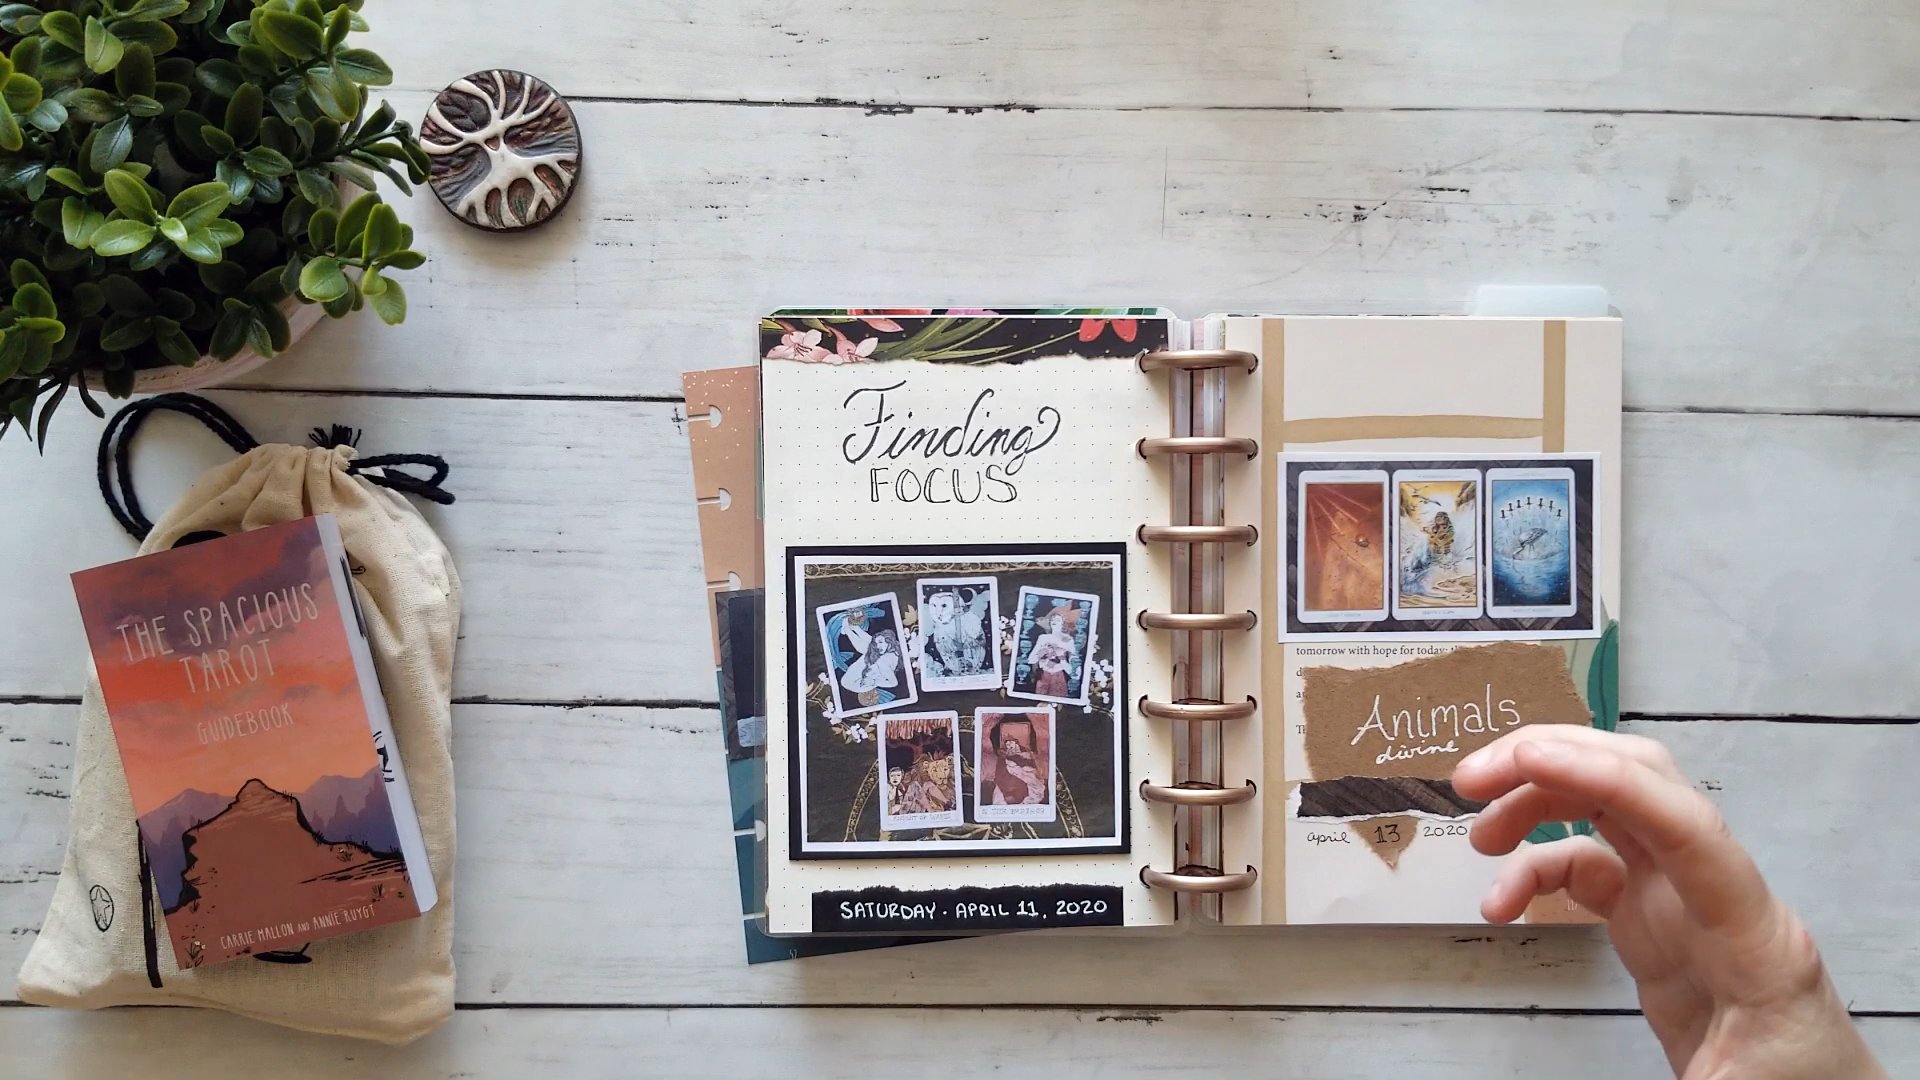 THE SPACIOUS
TAROT
GUIDEBOOK
CARRIE MALLON AND ANNIE RUYGT
Finding
FOCUS
SATURDAY · APRIL 11, 2020
tomorrow with hope for today:
Animals
divine
april 13 2020